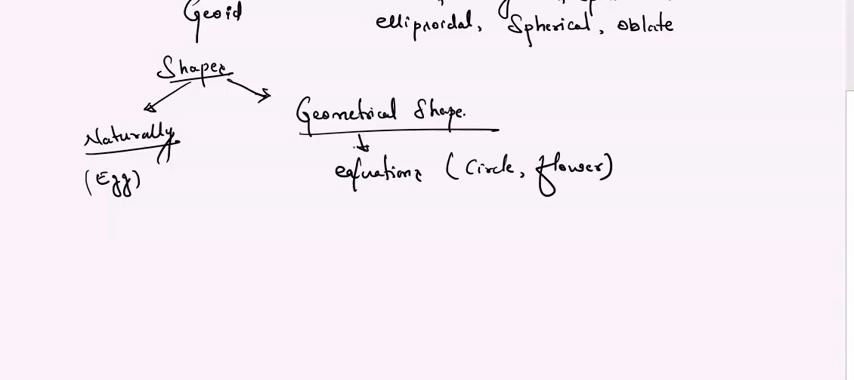 Geoid
ellipsoidal, Spherical, oblate
Shapes
Geometrical Shape.
Naturally
equations (Circle, flower)
(Egg)